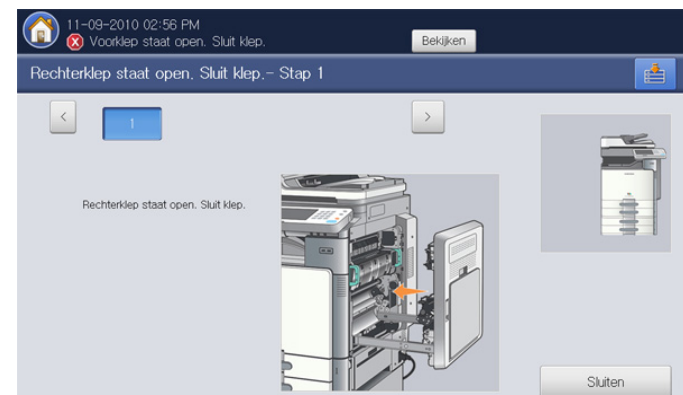 11-09-2010 02:56 PM
Voorklep staat open. Sluit klep.
Bekijken
Rechterklep staat open, Sluit klep,- Stap 1
1
Rechterklep staat open. Sluit klep.
Sluiten